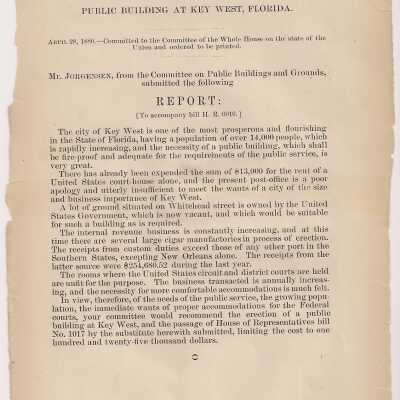 PUBLIC BUILDING AT KEY WEST, FLORIDA.
APRIL 29, 1880.—Committed to the Committee of the Whole House on the state of the
Union and ordered to be printed.
MR. JORGENSEN, from the Committee on Public Buildings and Grounds,
submitted the following
REPORT:
[To accompany bill H. R. 6010.]
The city of Key West is one of the most prosperous and flourishing
in the State of Florida, having a population of over 14,000 people, which
is rapidly increasing, and the necessity of a public building, which shall
be fire-proof and adequate for the requirements of the public service, is
very great.
There has already been expended the sum of $13,000 for the rent of a
United States court-house alone, and the present post-office is a poor
apology and utterly insufficient to meet the wants of a city of the size
and business importance of Key West.
A lot of ground situated on Whitehead street is owned by the United
States Government, which is now vacant, and which would be suitable
for such a building as is required.
The internal revenue business is constantly increasing, and at this
time there are several large cigar manufactories in process of erection.
The receipts from custom duties exceed those of any other port in the
Southern States, excepting New Orleans alone. The receipts from the
latter source were $254,680.52 during the last year.
The rooms where the United States circuit and district courts are held
are unfit for the purpose. The business transacted is annually increas-
ing, and the necessity for more comfortable accommodations is much felt.
In view, therefore, of the needs of the public service, the growing popu-
lation, the immediate wants of proper accommodations for the Federal
courts, your committee would recommend the erection of a public
building at Key West, and the passage of House of Representatives bill
No. 1017 by the substitute herewith submitted, limiting the cost to one
hundred and twenty-five thousand dollars.